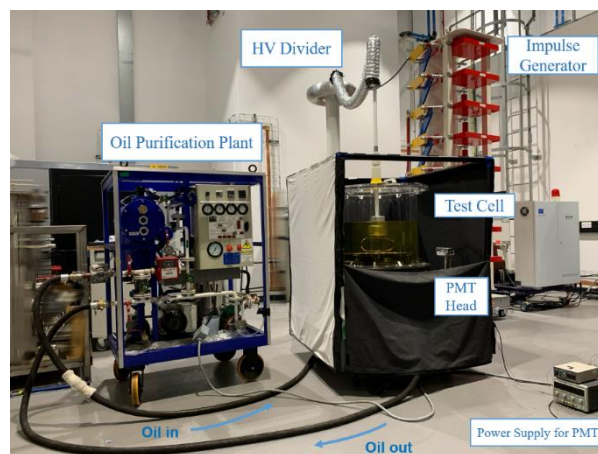 HV Divider
Impulse
Generator
Oil Purification Plant
Test Cell
PMT
Head
Oil in
Oil out
Power Supply for PMT